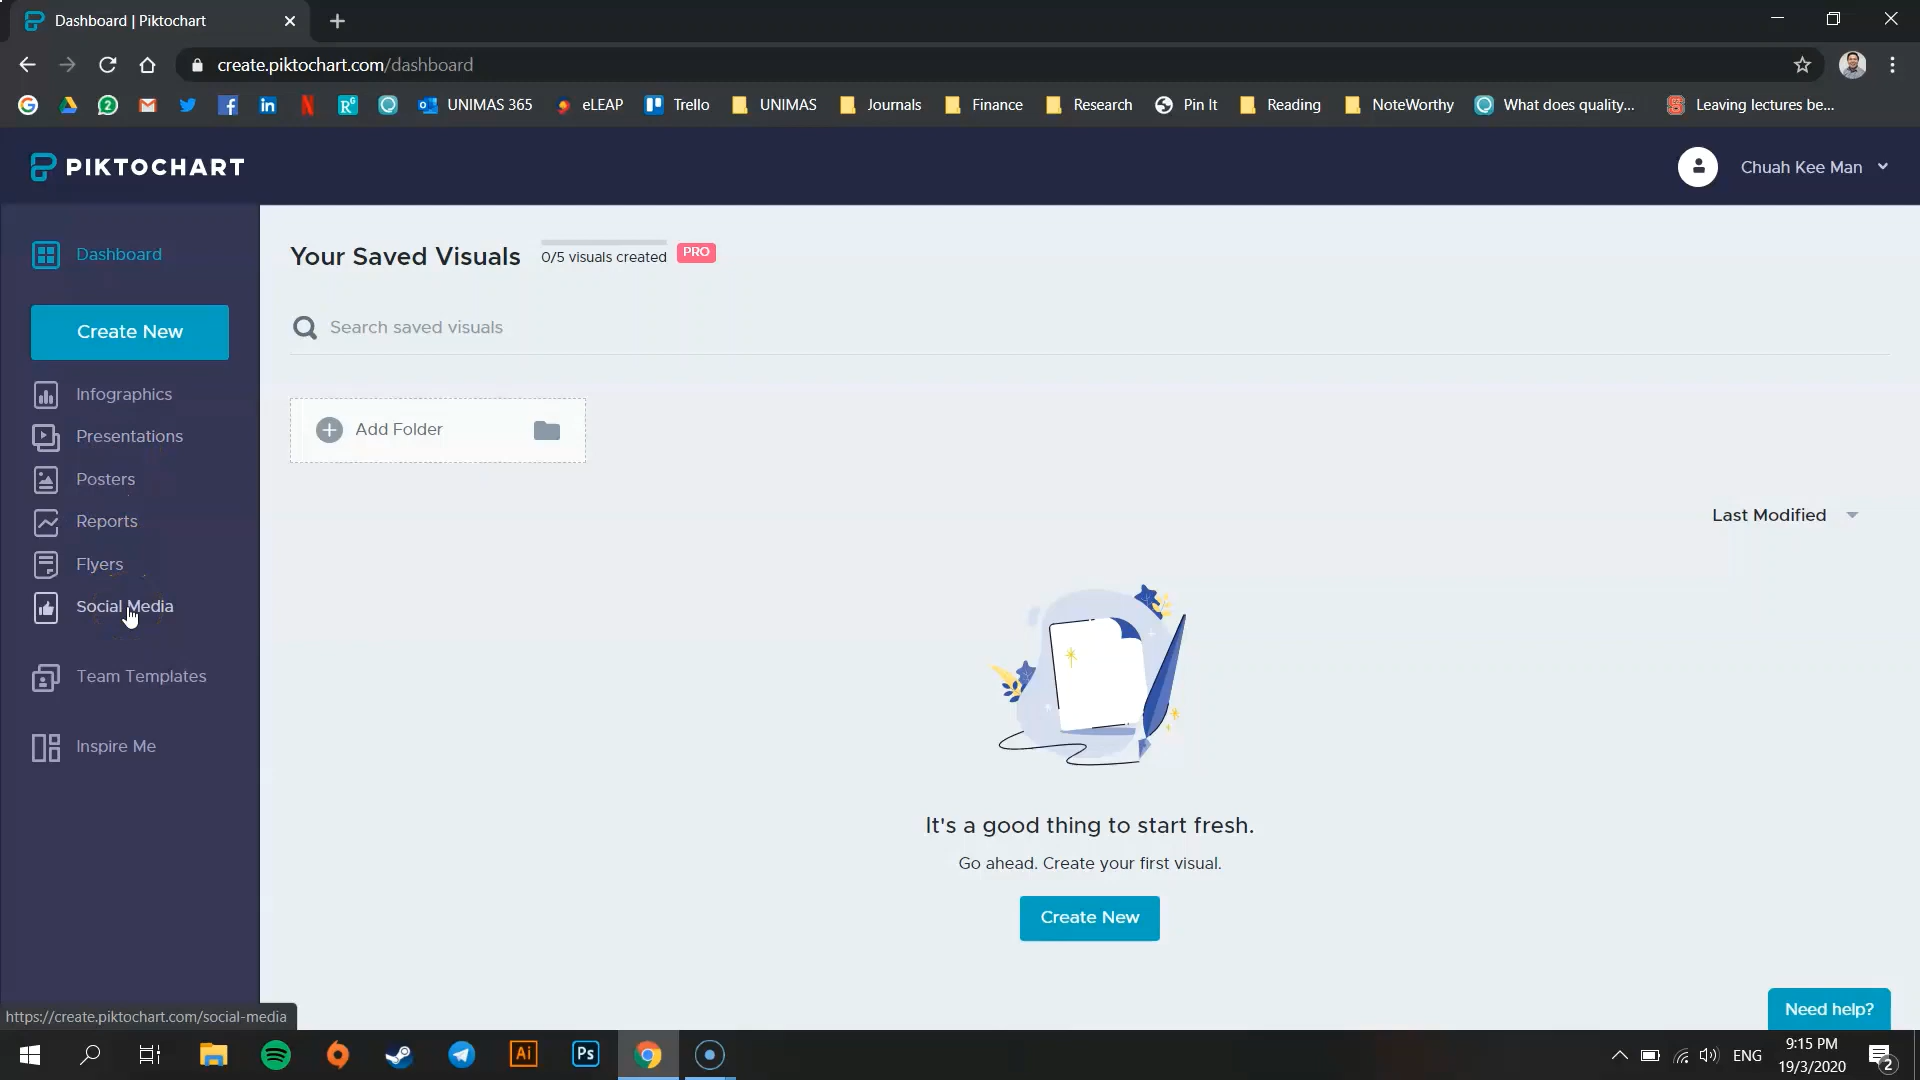 Dashboard | Piktochart
create.piktochart.com/dashboard
UNIMAS 365
eLEAP
Trello
UNIMAS
Journals
Finance
Research
Pin It
Reading
NoteWorthy
What does quality...
Leaving lectures be...
PIKTOCHART
Chuah Kee Man
Dashboard
Create New
Infographics
Presentations
Posters
Reports
Flyers
Social Media
Team Templates
Inspire Me
Your Saved Visuals
0/5 visuals created
PRO
Search saved visuals
Add Folder
Last Modified
It's a good thing to start fresh.
Go ahead. Create your first visual.
Create New
Need help?
https://create.piktochart.com/social-media
Ai
Ps
ENG
9:15 PM
19/3/2020
2